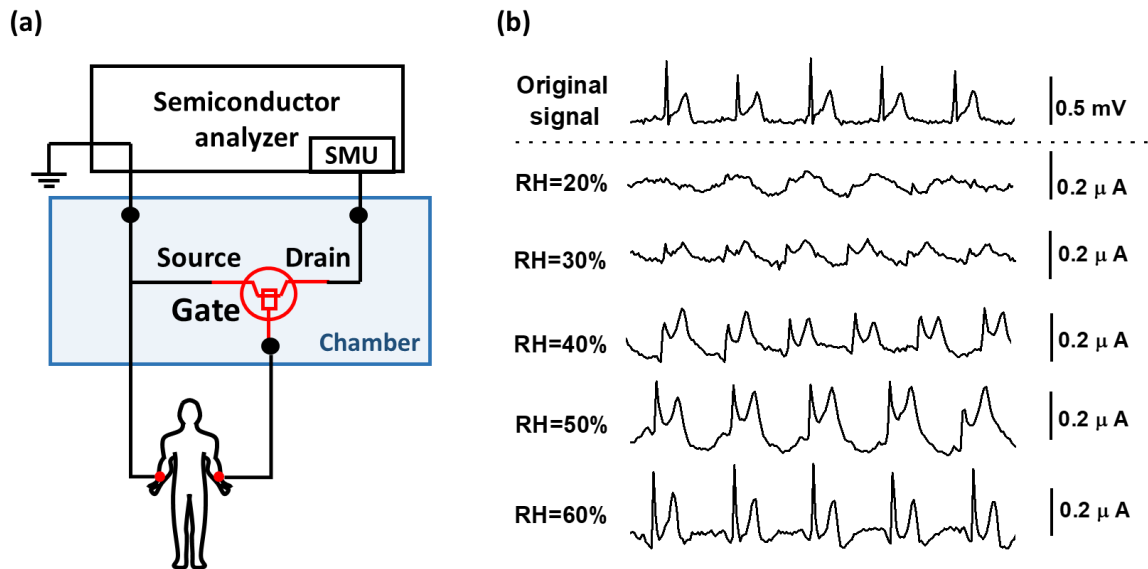 (a)
Semiconductor
analyzer
SMU
Source
Drain
Gate
Chamber
(b)
Original
signal
0.5 mV
RH=20%
0.2 μ A
RH=30%
0.2 μ A
RH=40%
0.2 μ A
RH=50%
0.2 μ A
RH=60%
0.2 μ A